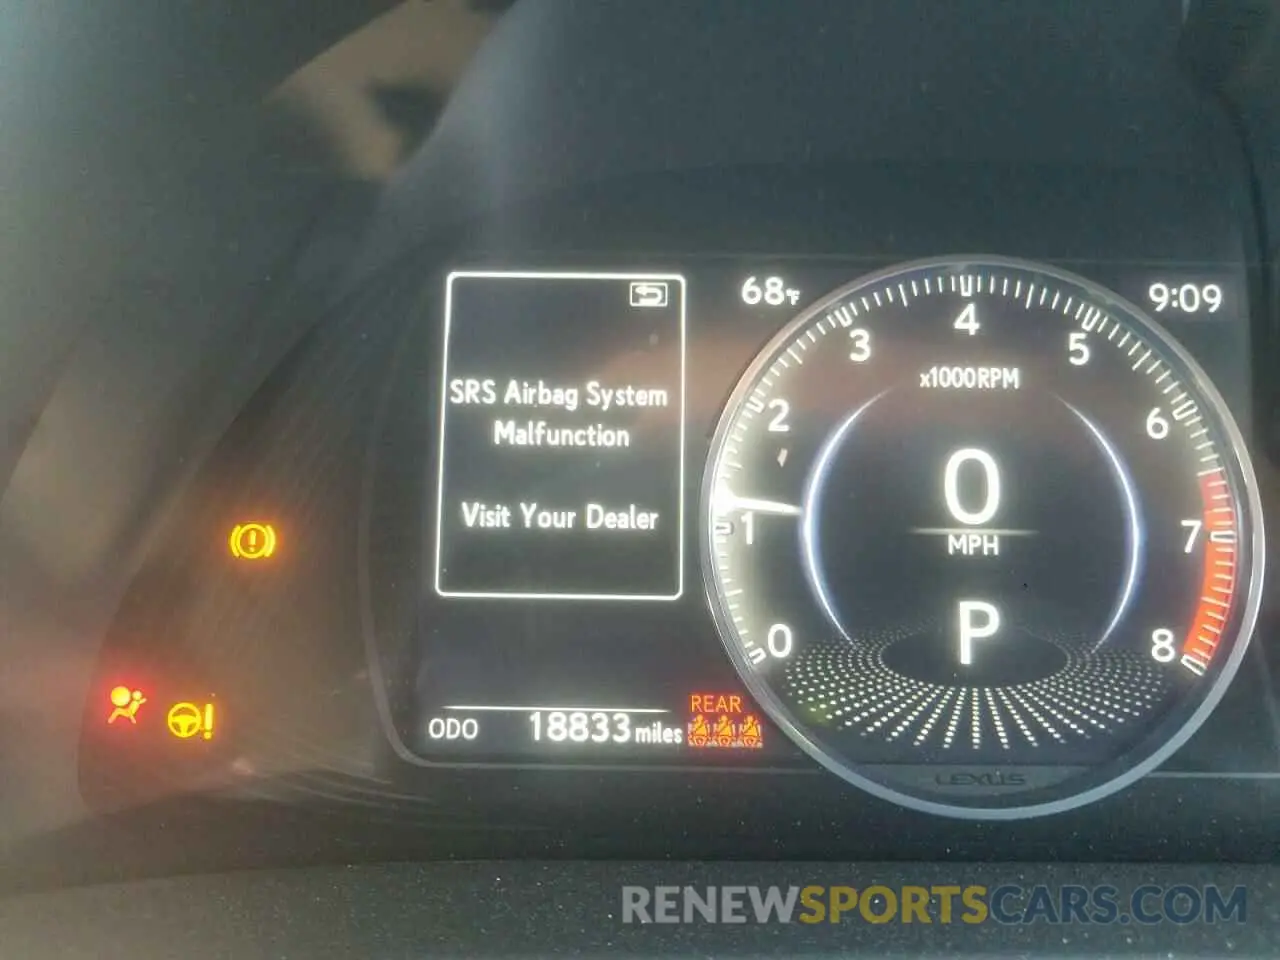 68°F
9:09
SRS Airbag System
Malfunction
Visit Your Dealer
0
1
2
3
4
5
6
7
8
x1000RPM
0
MPH
P
REAR
ODO 18833 miles
LEXUS
RENEWSPORTSCARS.COM